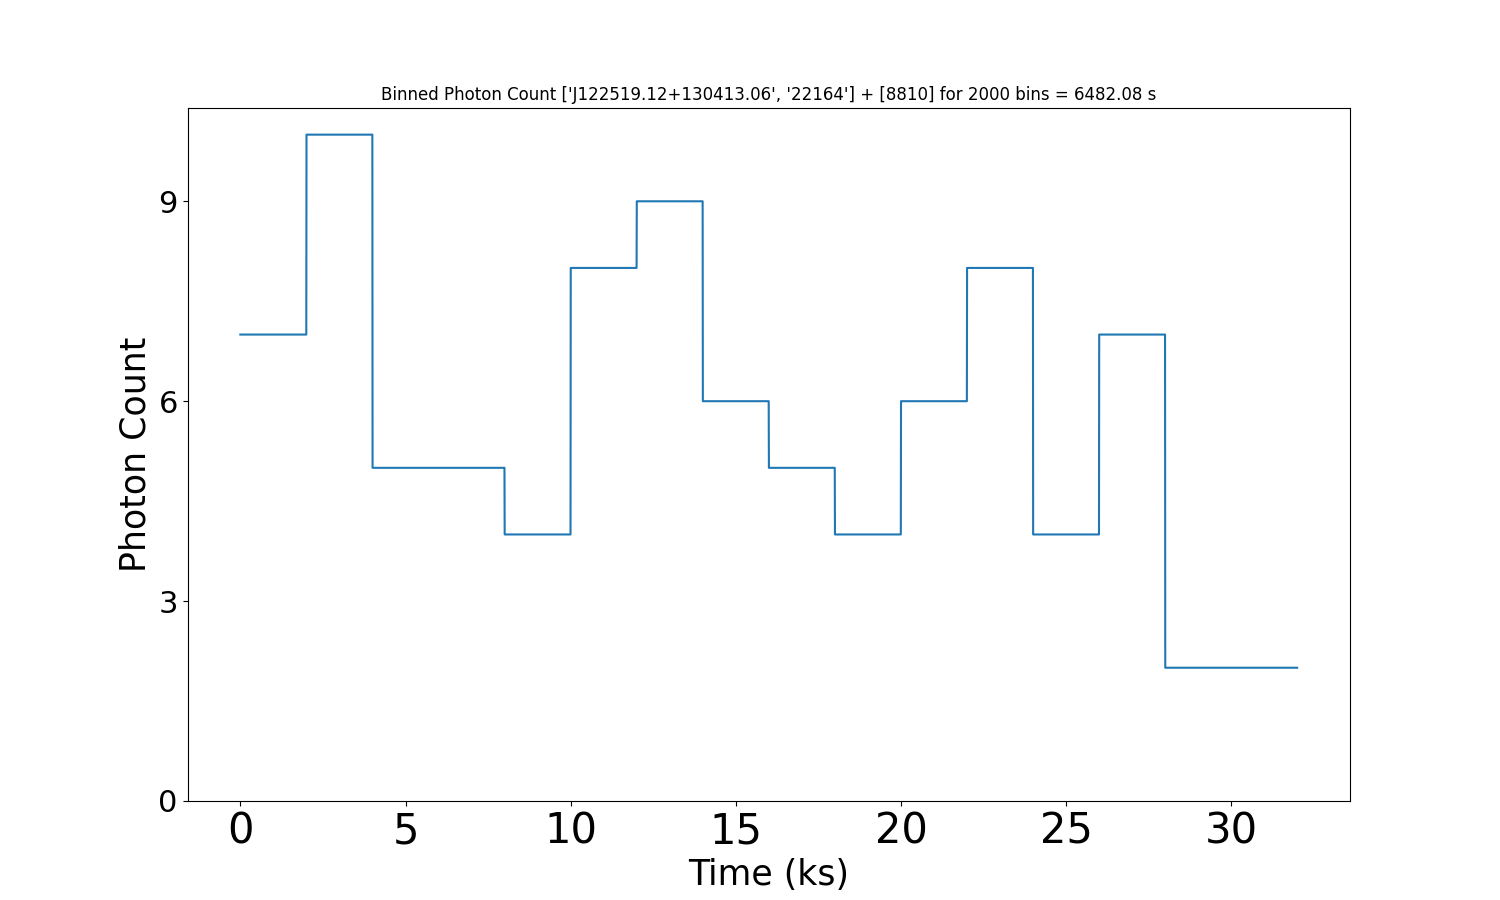 Binned Photon Count ['J122519.12+130413.06', '22164'] + [8810] for 2000 bins = 6482.08 s
Photon Count
9
6
3
0
0 5 10 15 20 25 30
Time (ks)